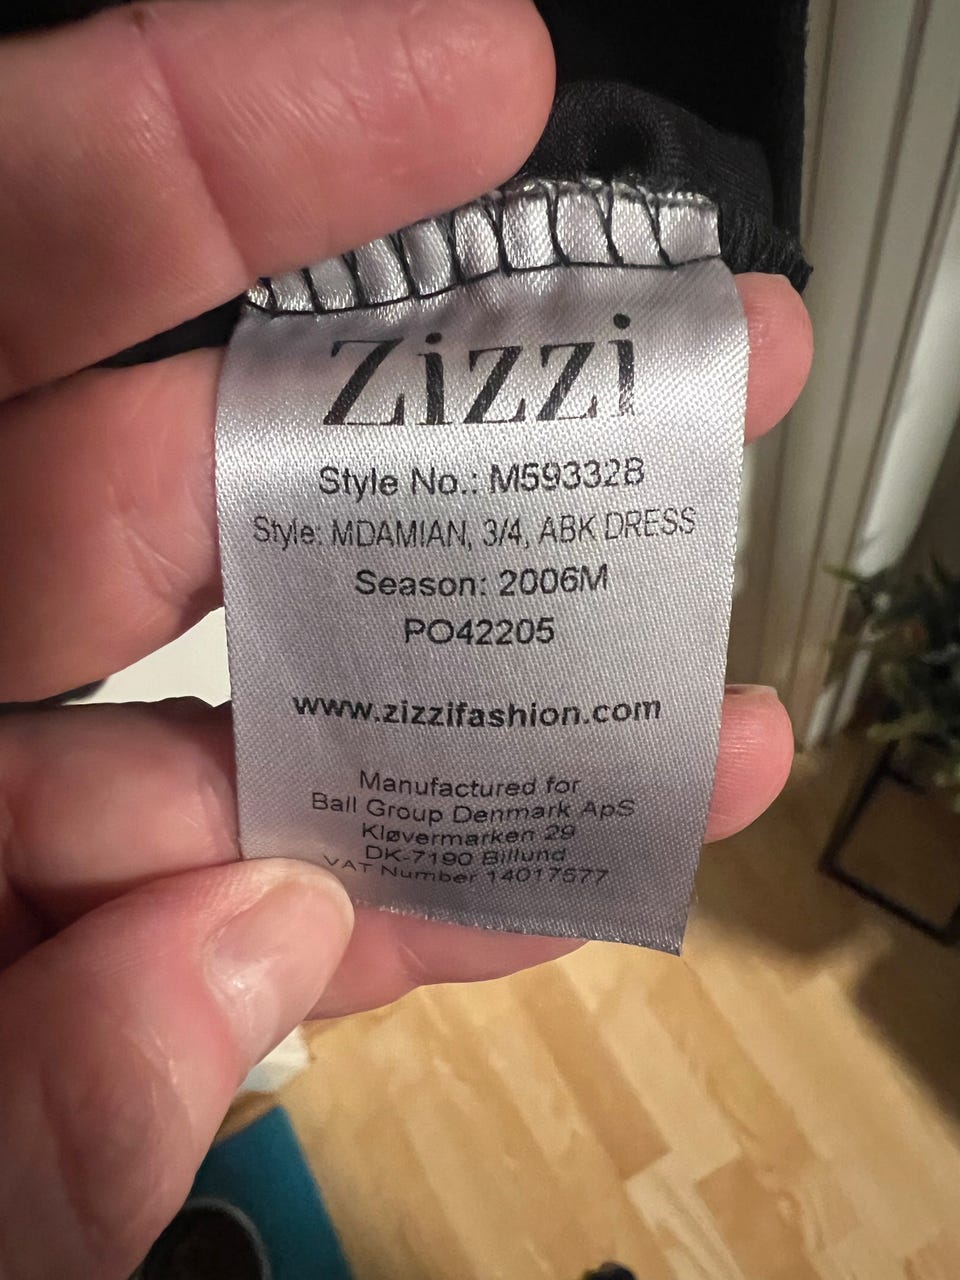 Zizzi
Style No.: M59332B
Style: MDAMIAN, 3/4, ABK DRESS
Season: 2006M
PO42205
www.zizzifashion.com
Manufactured for
Ball Group Denmark ApS
Kløvermarken 29
DK-7190 Billund
VAT Number 14017577